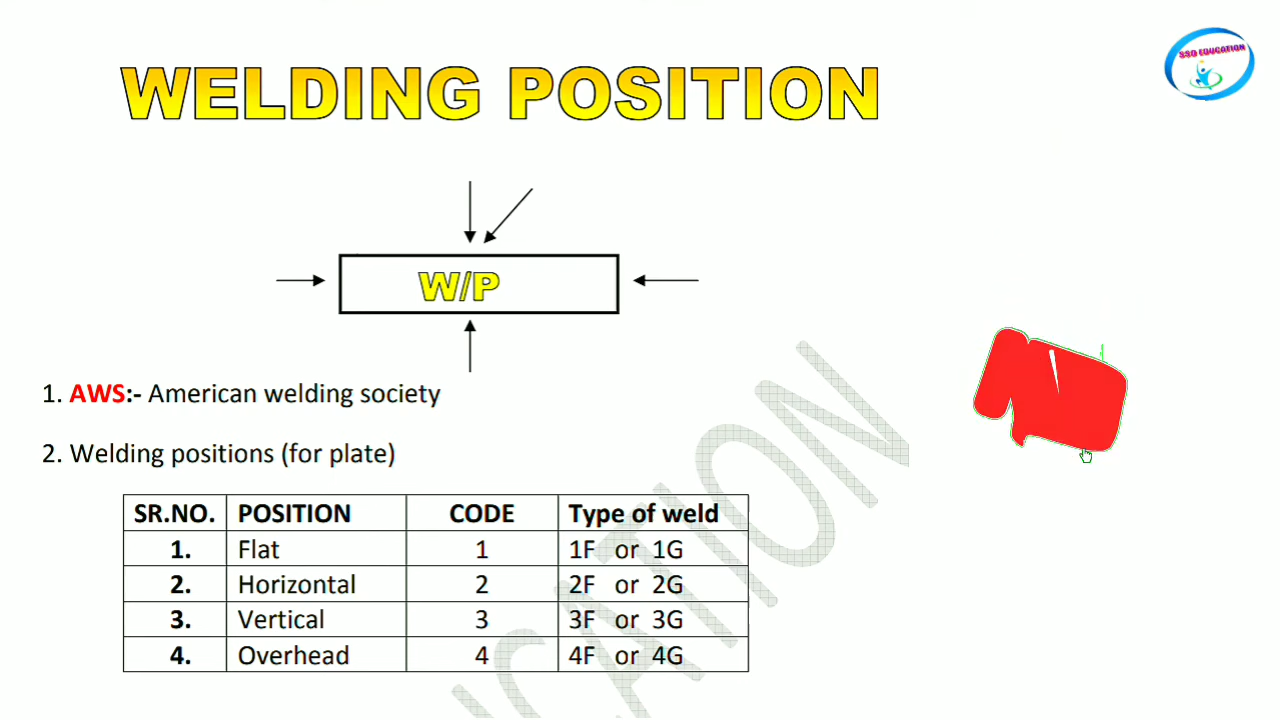 SSD EDUCATION
WELDING POSITION
W/P
1. AWS:- American welding society
2. Welding positions (for plate)
SR.NO. POSITION CODE Type of weld
1. Flat 1 1F or 1G
2. Horizontal 2 2F or 2G
3. Vertical 3 3F or 3G
4. Overhead 4 4F or 4G
UCATION